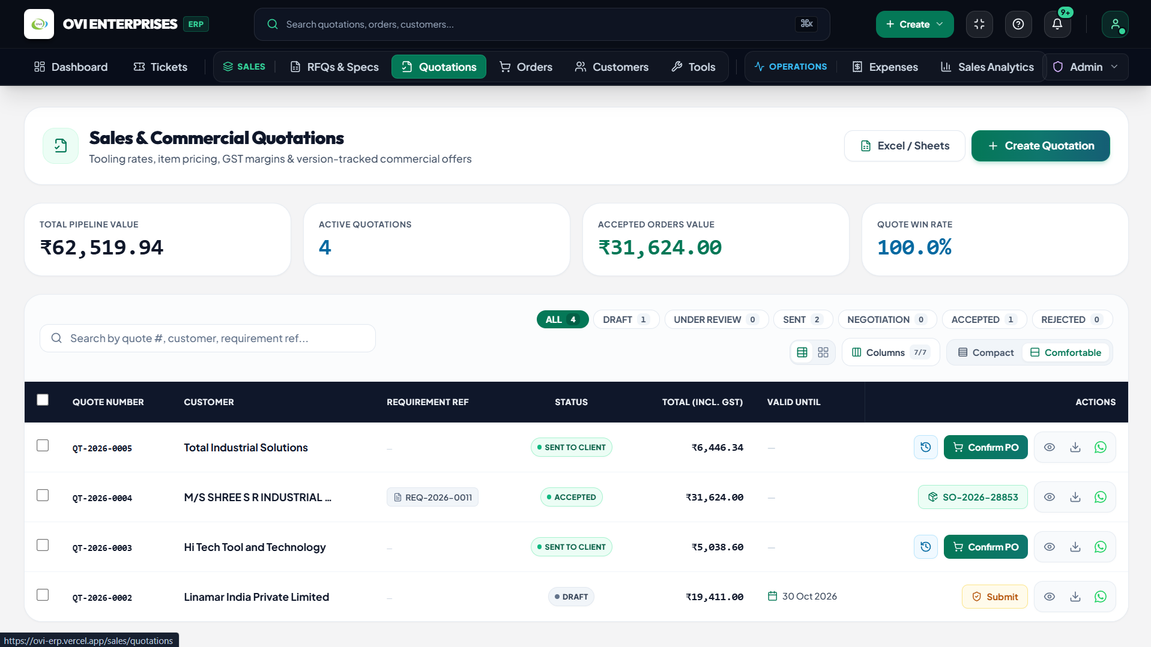 OVI ENTERPRISES ERP
Search quotations, orders, customers...
⌘k
+ Create
9+
Dashboard
Tickets
SALES
RFQs & Specs
Quotations
Orders
Customers
Tools
OPERATIONS
Expenses
Sales Analytics
Admin
Sales & Commercial Quotations
Tooling rates, item pricing, GST margins & version-tracked commercial offers
Excel / Sheets
+ Create Quotation
TOTAL PIPELINE VALUE
₹62,519.94
ACTIVE QUOTATIONS
4
ACCEPTED ORDERS VALUE
₹31,624.00
QUOTE WIN RATE
100.0%
Search by quote #, customer, requirement ref...
ALL 4
DRAFT 1
UNDER REVIEW 0
SENT 2
NEGOTIATION 0
ACCEPTED 1
REJECTED 0
Columns 7/7
Compact
Comfortable
QUOTE NUMBER CUSTOMER REQUIREMENT REF STATUS TOTAL (INCL. GST) VALID UNTIL ACTIONS
QT-2026-0005 Total Industrial Solutions — SENT TO CLIENT ₹6,446.34 — Confirm PO
QT-2026-0004 M/S SHREE S R INDUSTRIAL ... REQ-2026-0011 ACCEPTED ₹31,624.00 — SO-2026-28853
QT-2026-0003 Hi Tech Tool and Technology — SENT TO CLIENT ₹5,038.60 — Confirm PO
QT-2026-0002 Linamar India Private Limited — DRAFT ₹19,411.00 30 Oct 2026 Submit
https://ovi-erp.vercel.app/sales/quotations